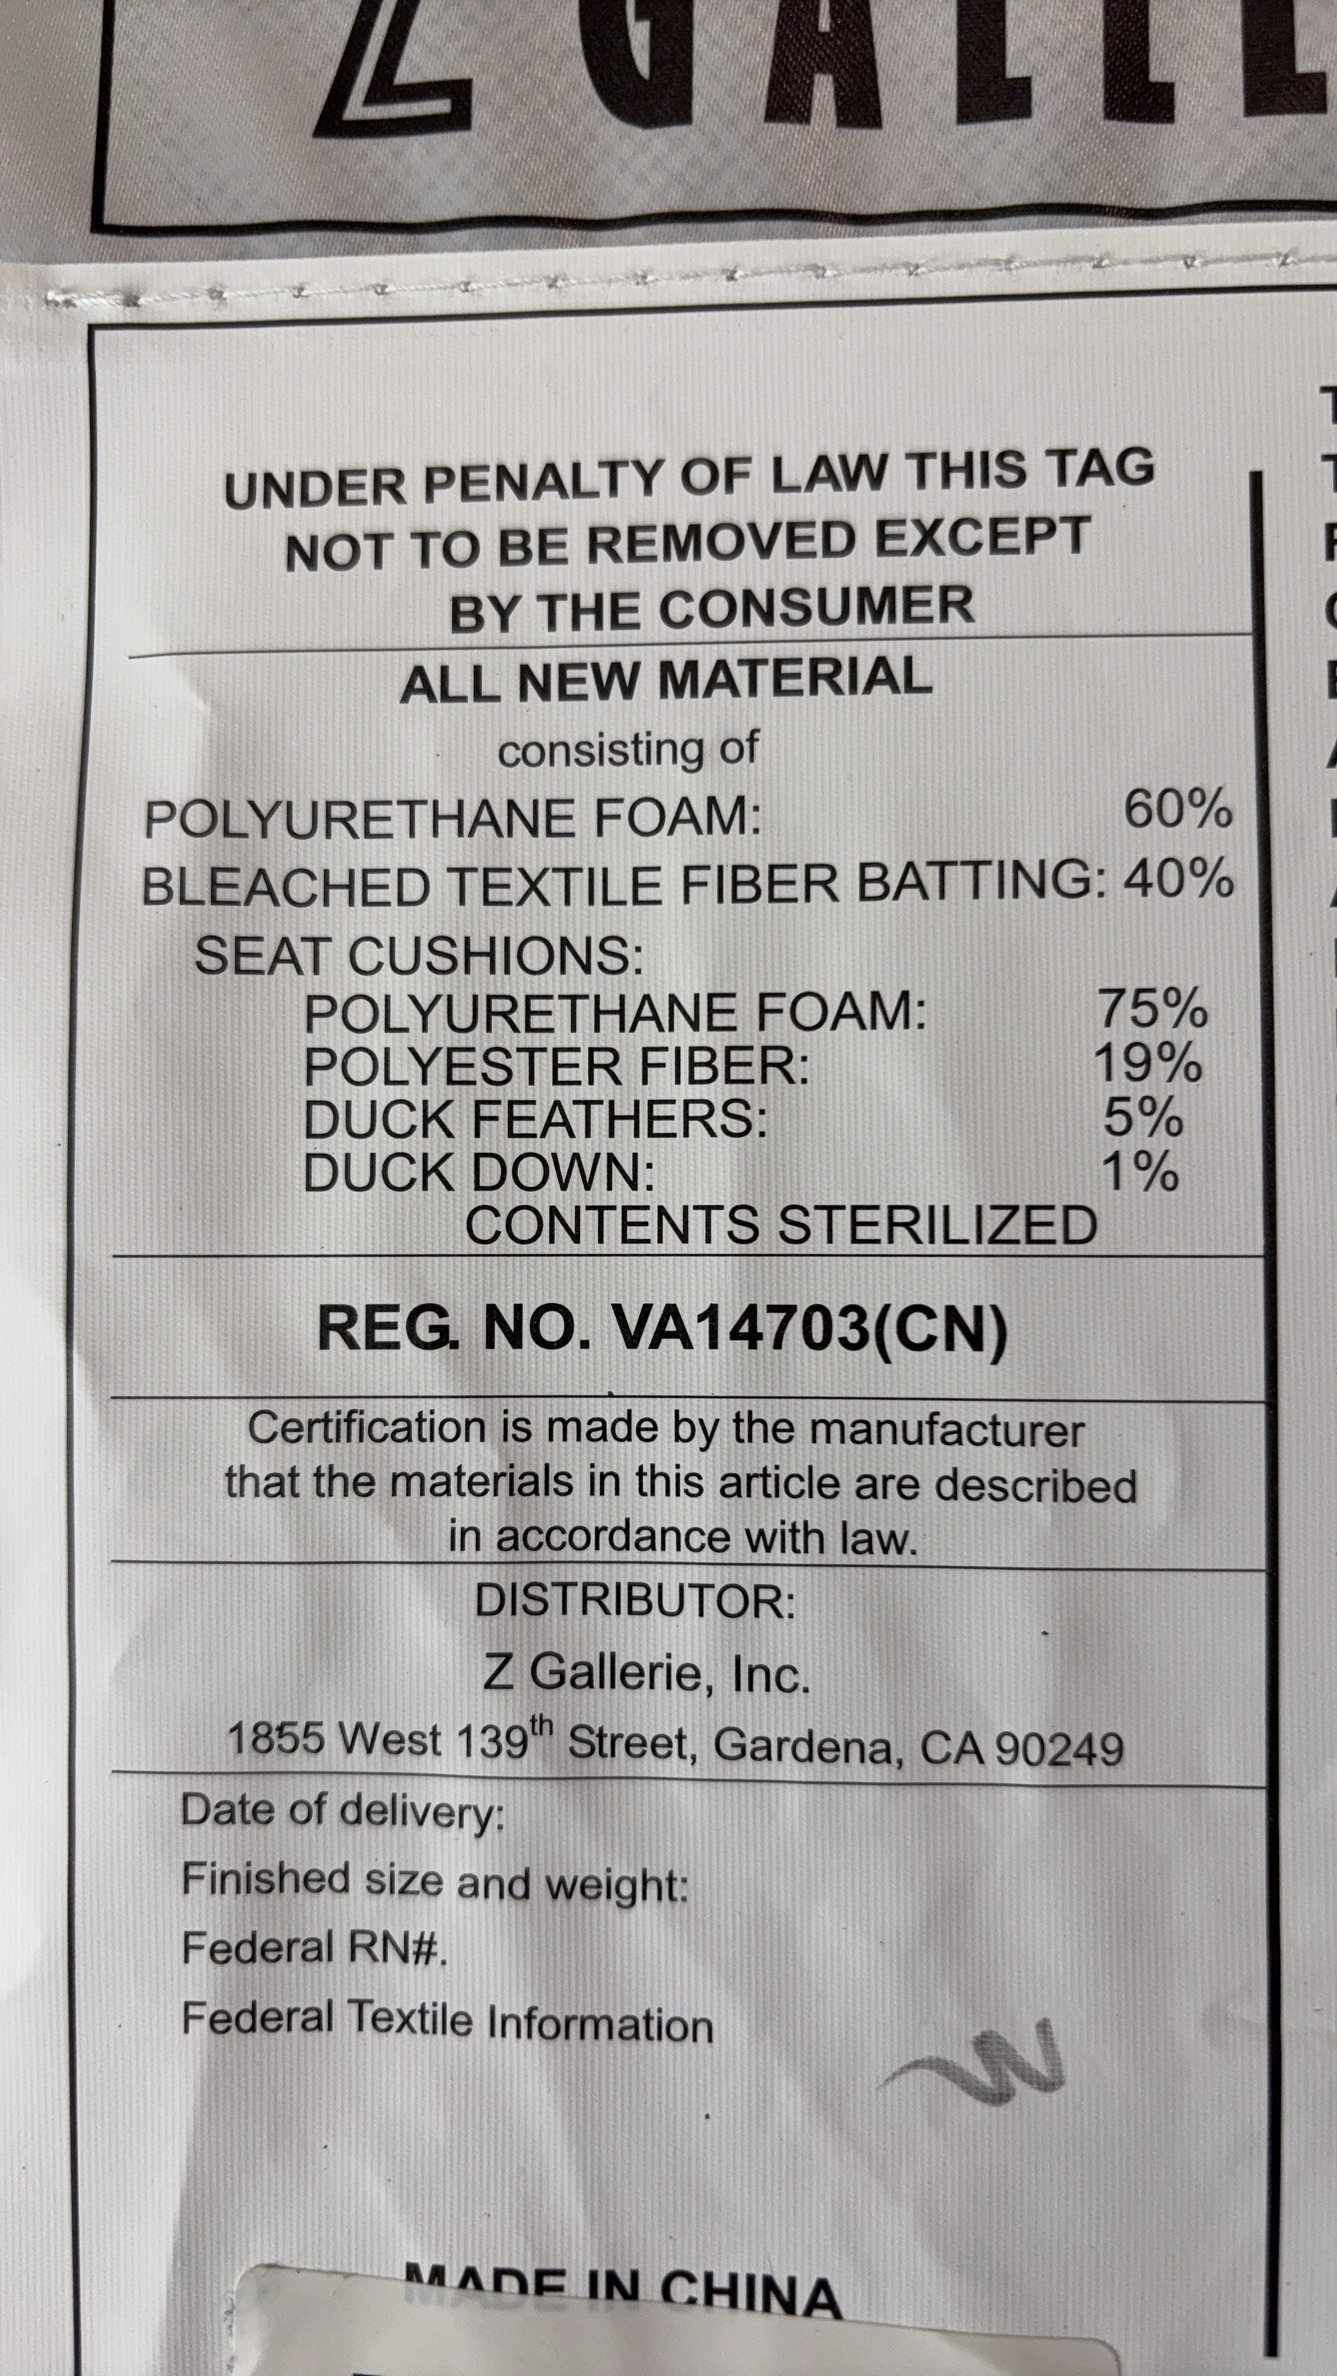 Z GALLE
UNDER PENALTY OF LAW THIS TAG
NOT TO BE REMOVED EXCEPT
BY THE CONSUMER
ALL NEW MATERIAL
consisting of
POLYURETHANE FOAM: 60%
BLEACHED TEXTILE FIBER BATTING: 40%
SEAT CUSHIONS:
POLYURETHANE FOAM: 75%
POLYESTER FIBER: 19%
DUCK FEATHERS: 5%
DUCK DOWN: 1%
CONTENTS STERILIZED
REG. NO. VA14703(CN)
Certification is made by the manufacturer
that the materials in this article are described
in accordance with law.
DISTRIBUTOR:
Z Gallerie, Inc.
1855 West 139th Street, Gardena, CA 90249
Date of delivery:
Finished size and weight:
Federal RN#.
Federal Textile Information
MADE IN CHINA